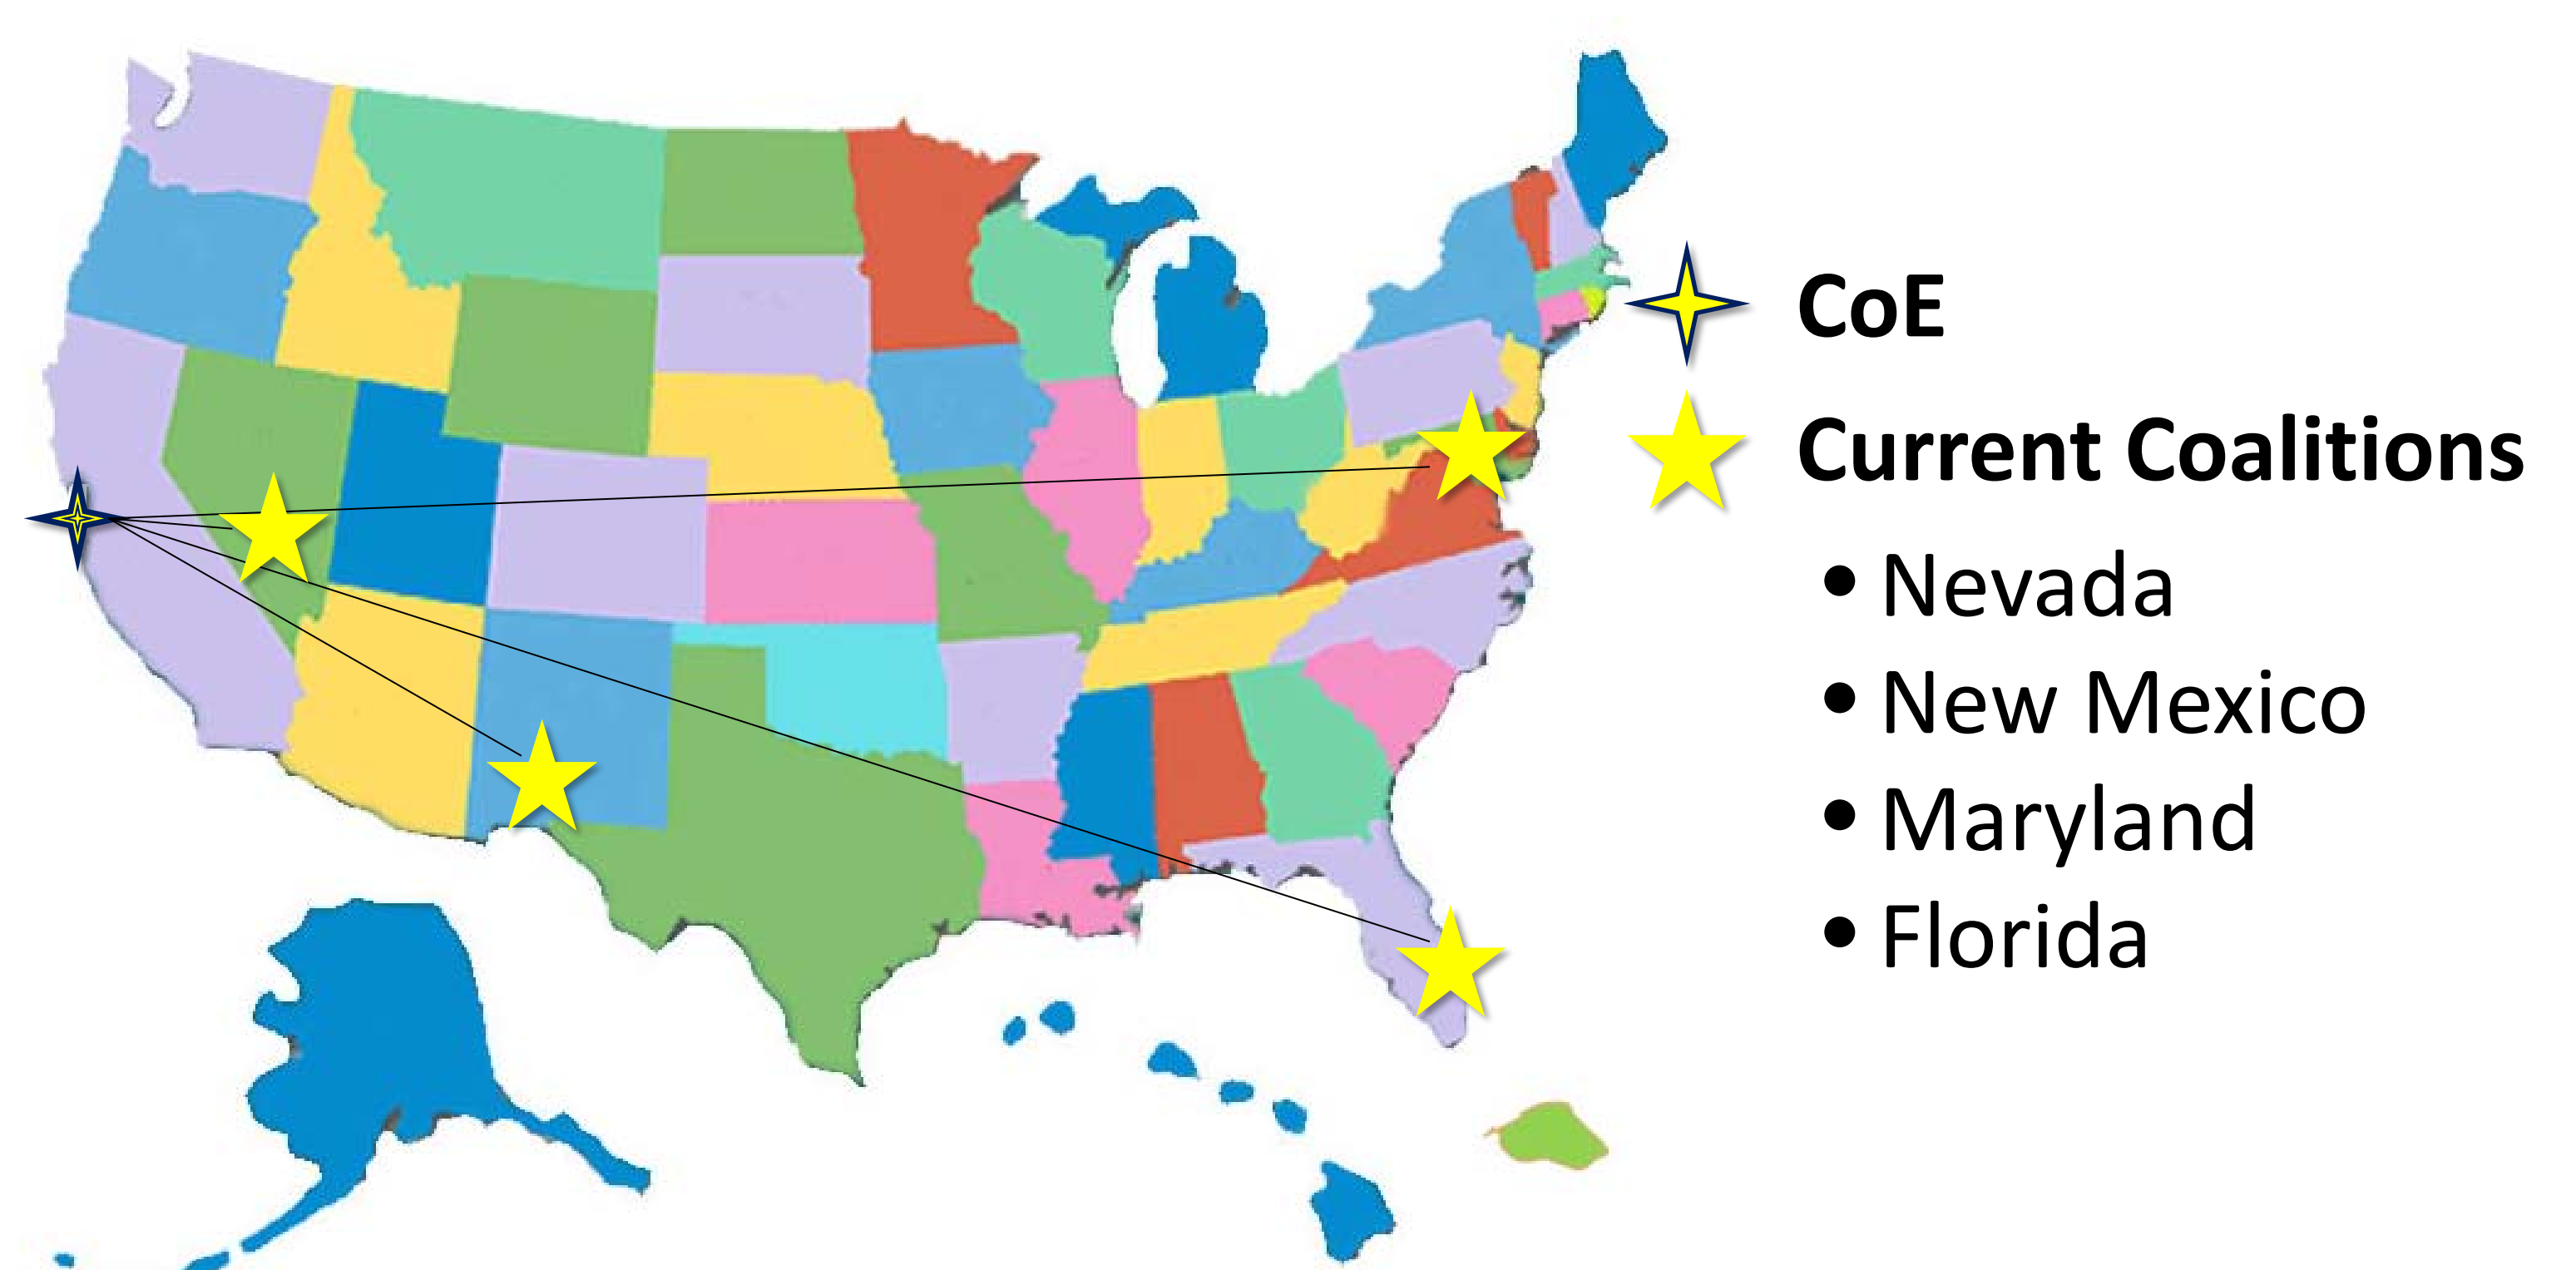 CoE
Current Coalitions
• Nevada
• New Mexico
• Maryland
• Florida